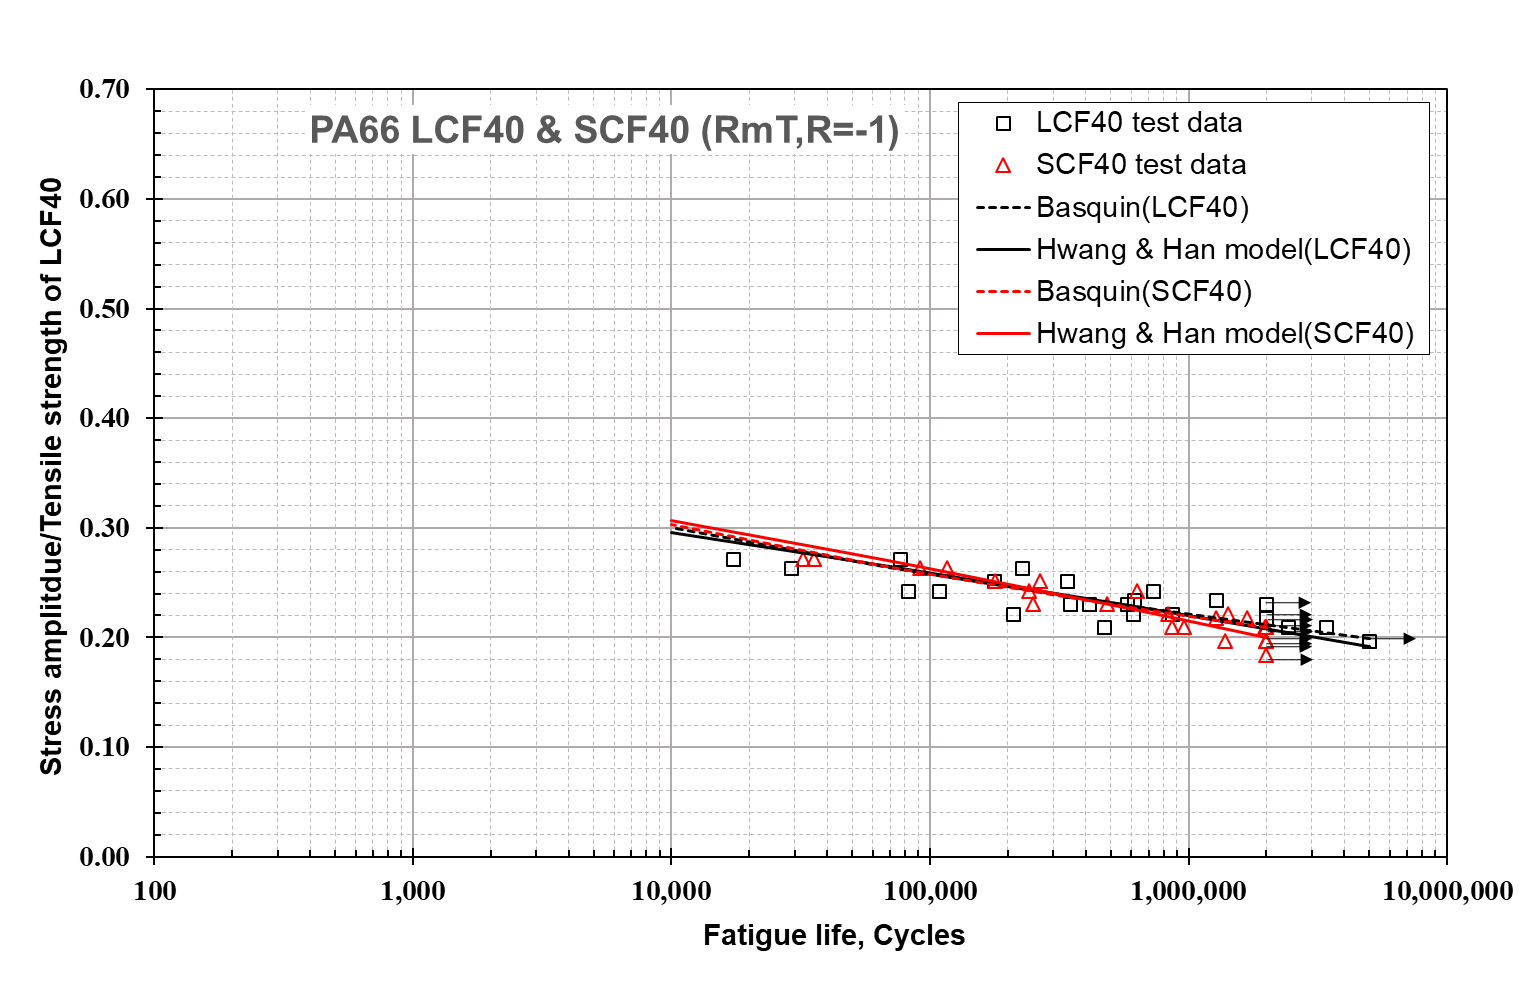 PA66 LCF40 & SCF40 (RmT,R=-1)
LCF40 test data
SCF40 test data
Basquin(LCF40)
Hwang & Han model(LCF40)
Basquin(SCF40)
Hwang & Han model(SCF40)
Stress amplitdue/Tensile strength of LCF40
0.70
0.60
0.50
0.40
0.30
0.20
0.10
0.00
100
1,000
10,000
100,000
1,000,000
10,000,000
Fatigue life, Cycles